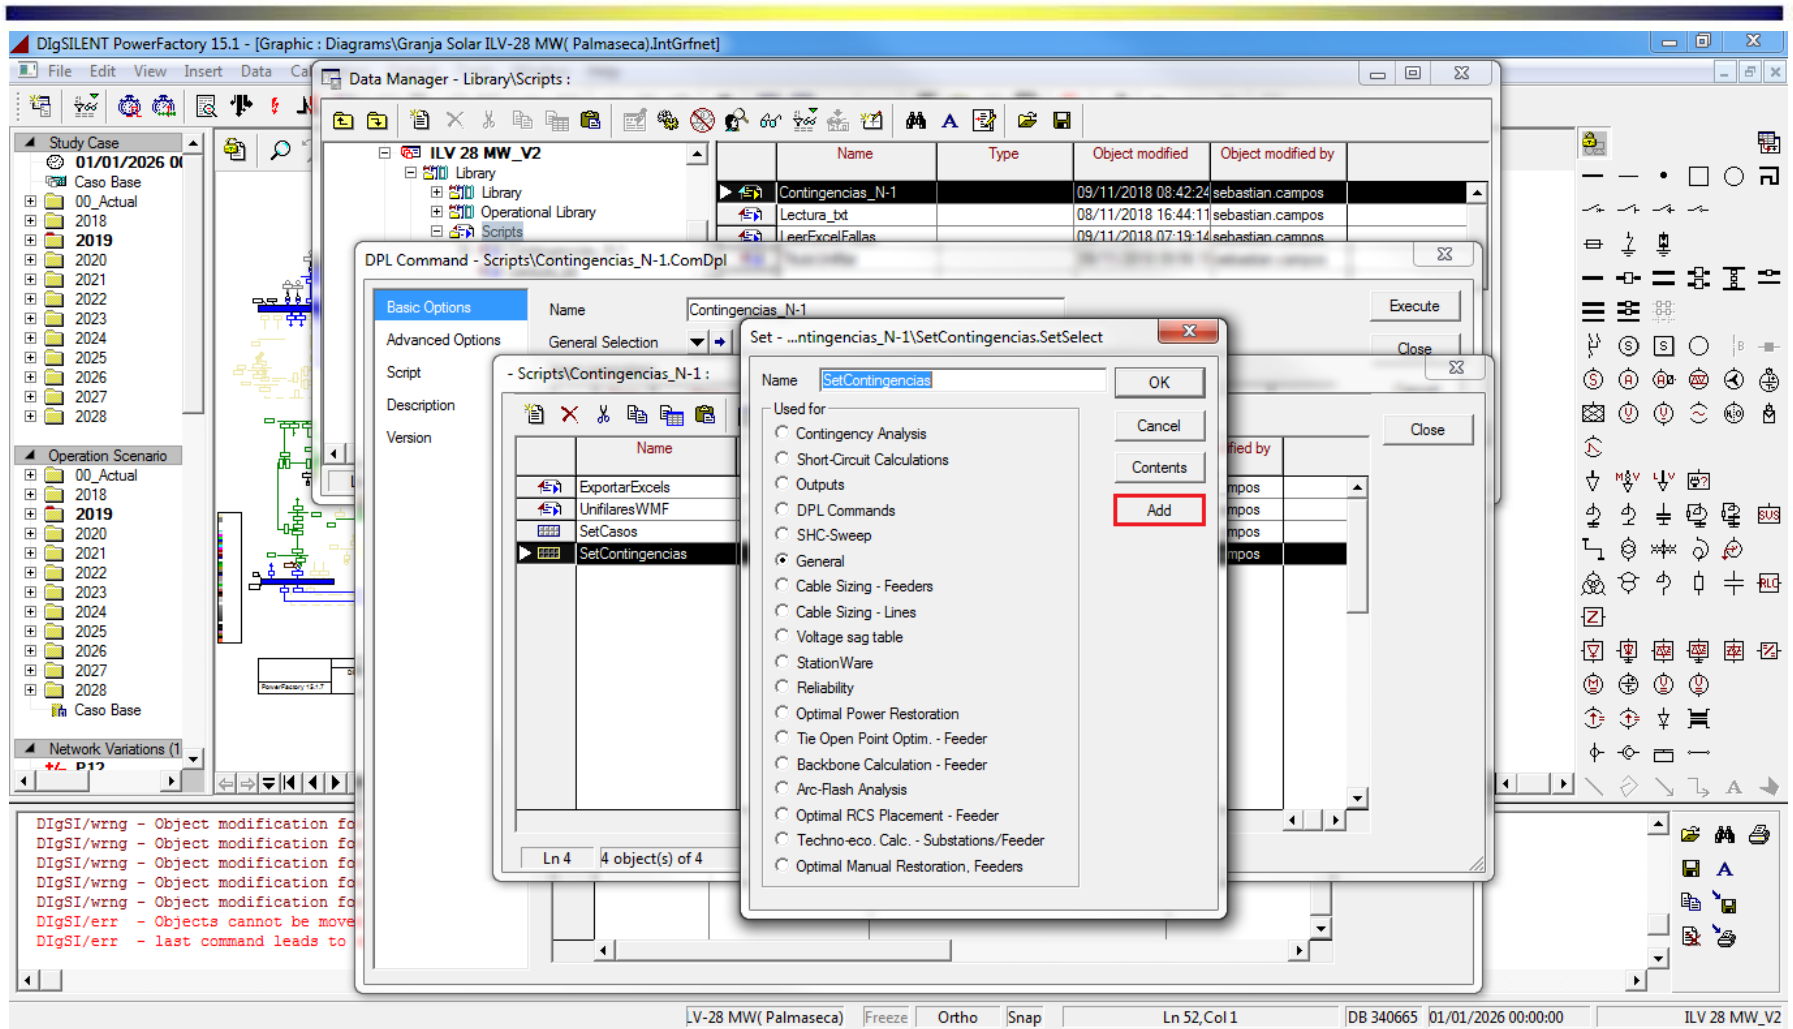 DIgSILENT PowerFactory 15.1 - [Graphic : Diagrams\Granja Solar ILV-28 MW( Palmaseca).IntGrfnet]
File Edit View Insert Data
Data Manager - Library\Scripts :
Study Case
01/01/2026
Caso Base
00_Actual
2018
2019
2020
2021
2022
2023
2024
2025
2026
2027
2028
Operation Scenario
00_Actual
2018
2019
2020
2021
2022
2023
2024
2025
2026
2027
2028
Caso Base
Network Variations (1
P12
PowerFactory 15.1.7
ILV 28 MW_V2
Library
Library
Operational Library
Scripts
Name Type Object modified Object modified by
Contingencias_N-1 09/11/2018 08:42:24 sebastian.campos
Lectura_txt 08/11/2018 16:44:11 sebastian.campos
LeerExcelFallas 09/11/2018 07:19:14 sebastian.campos
DPL Command - Scripts\Contingencias_N-1.ComDpl
Basic Options
Advanced Options
Script
Description
Version
Name Contingencias_N-1
General Selection
Execute
Close
- Scripts\Contingencias_N-1 :
Name
fied by
ExportarExcels mpos
UnifilaresWMF mpos
SetCasos mpos
SetContingencias mpos
Close
Ln 4 4 object(s) of 4
Set - ...ntingencias_N-1\SetContingencias.SetSelect
Name SetContingencias
OK
Cancel
Contents
Add
Used for
Contingency Analysis
Short-Circuit Calculations
Outputs
DPL Commands
SHC-Sweep
General
Cable Sizing - Feeders
Cable Sizing - Lines
Voltage sag table
StationWare
Reliability
Optimal Power Restoration
Tie Open Point Optim. - Feeder
Backbone Calculation - Feeder
Arc-Flash Analysis
Optimal RCS Placement - Feeder
Techno-eco. Calc. - Substations/Feeder
Optimal Manual Restoration, Feeders
DIgSI/wrng - Object modification fo
DIgSI/wrng - Object modification fo
DIgSI/wrng - Object modification fo
DIgSI/wrng - Object modification fo
DIgSI/wrng - Object modification fo
DIgSI/err - Objects cannot be move
DIgSI/err - last command leads to
LV-28 MW( Palmaseca) Freeze Ortho Snap Ln 52,Col 1 DB 340665 01/01/2026 00:00:00 ILV 28 MW_V2